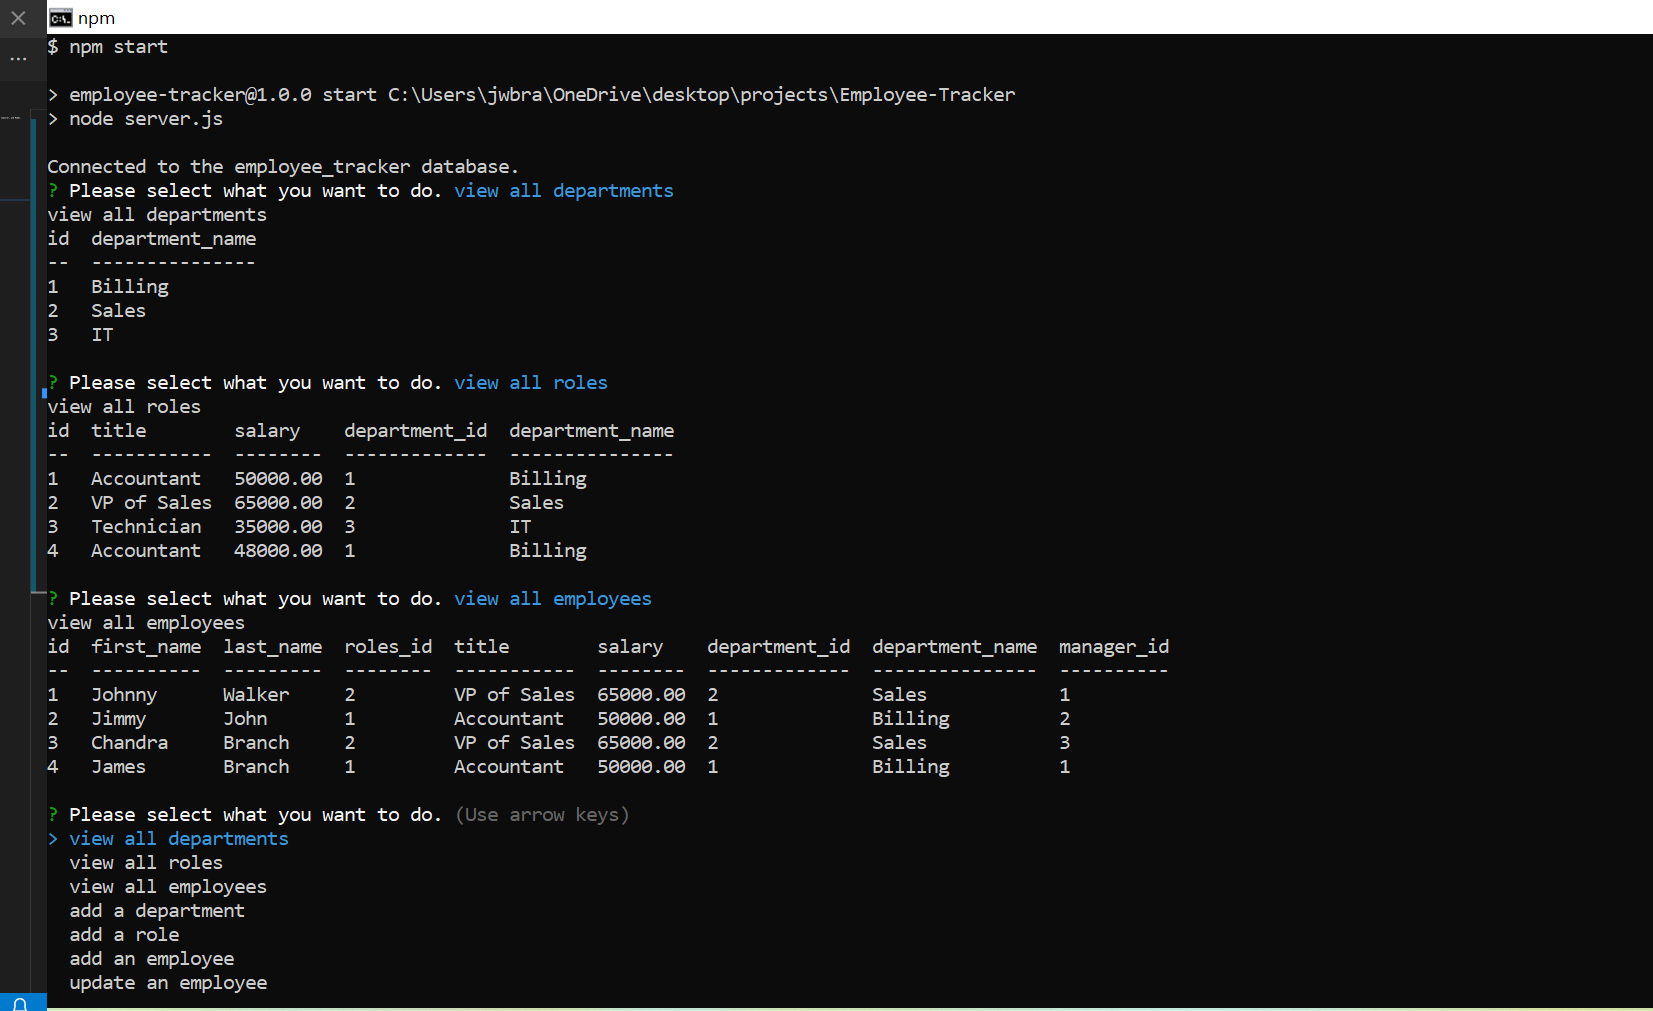 npm
$ npm start
> employee-tracker@1.0.0 start C:\Users\jwbra\OneDrive\desktop\projects\Employee-Tracker
> node server.js
Connected to the employee_tracker database.
? Please select what you want to do. view all departments
view all departments
id  department_name
--  ---------------
1   Billing
2   Sales
3   IT
? Please select what you want to do. view all roles
view all roles
id  title        salary    department_id  department_name
--  -----------  --------  -------------  ---------------
1   Accountant   50000.00  1              Billing
2   VP of Sales  65000.00  2              Sales
3   Technician   35000.00  3              IT
4   Accountant   48000.00  1              Billing
? Please select what you want to do. view all employees
view all employees
id  first_name  last_name  roles_id  title        salary    department_id  department_name  manager_id
--  ----------  ---------  --------  -----------  --------  -------------  ---------------  ----------
1   Johnny      Walker     2         VP of Sales  65000.00  2              Sales            1
2   Jimmy       John       1         Accountant   50000.00  1              Billing          2
3   Chandra     Branch     2         VP of Sales  65000.00  2              Sales            3
4   James       Branch     1         Accountant   50000.00  1              Billing          1
? Please select what you want to do. (Use arrow keys)
> view all departments
  view all roles
  view all employees
  add a department
  add a role
  add an employee
  update an employee